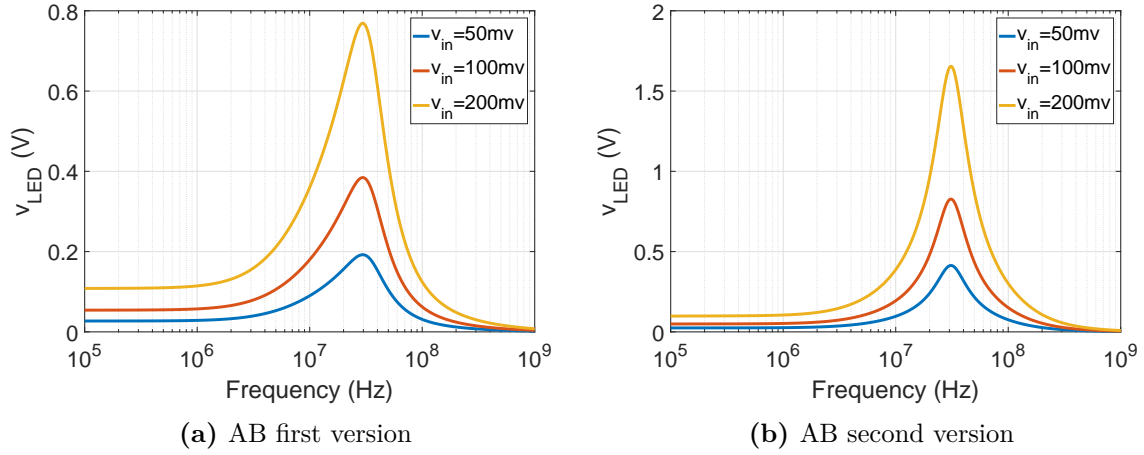 0.8
0.6
0.4
0.2
0
v_LED (V)
10^5
10^6
10^7
10^8
10^9
Frequency (Hz)
v_in=50mv
v_in=100mv
v_in=200mv
(a) AB first version
2
1.5
1
0.5
0
v_LED (V)
10^5
10^6
10^7
10^8
10^9
Frequency (Hz)
v_in=50mv
v_in=100mv
v_in=200mv
(b) AB second version